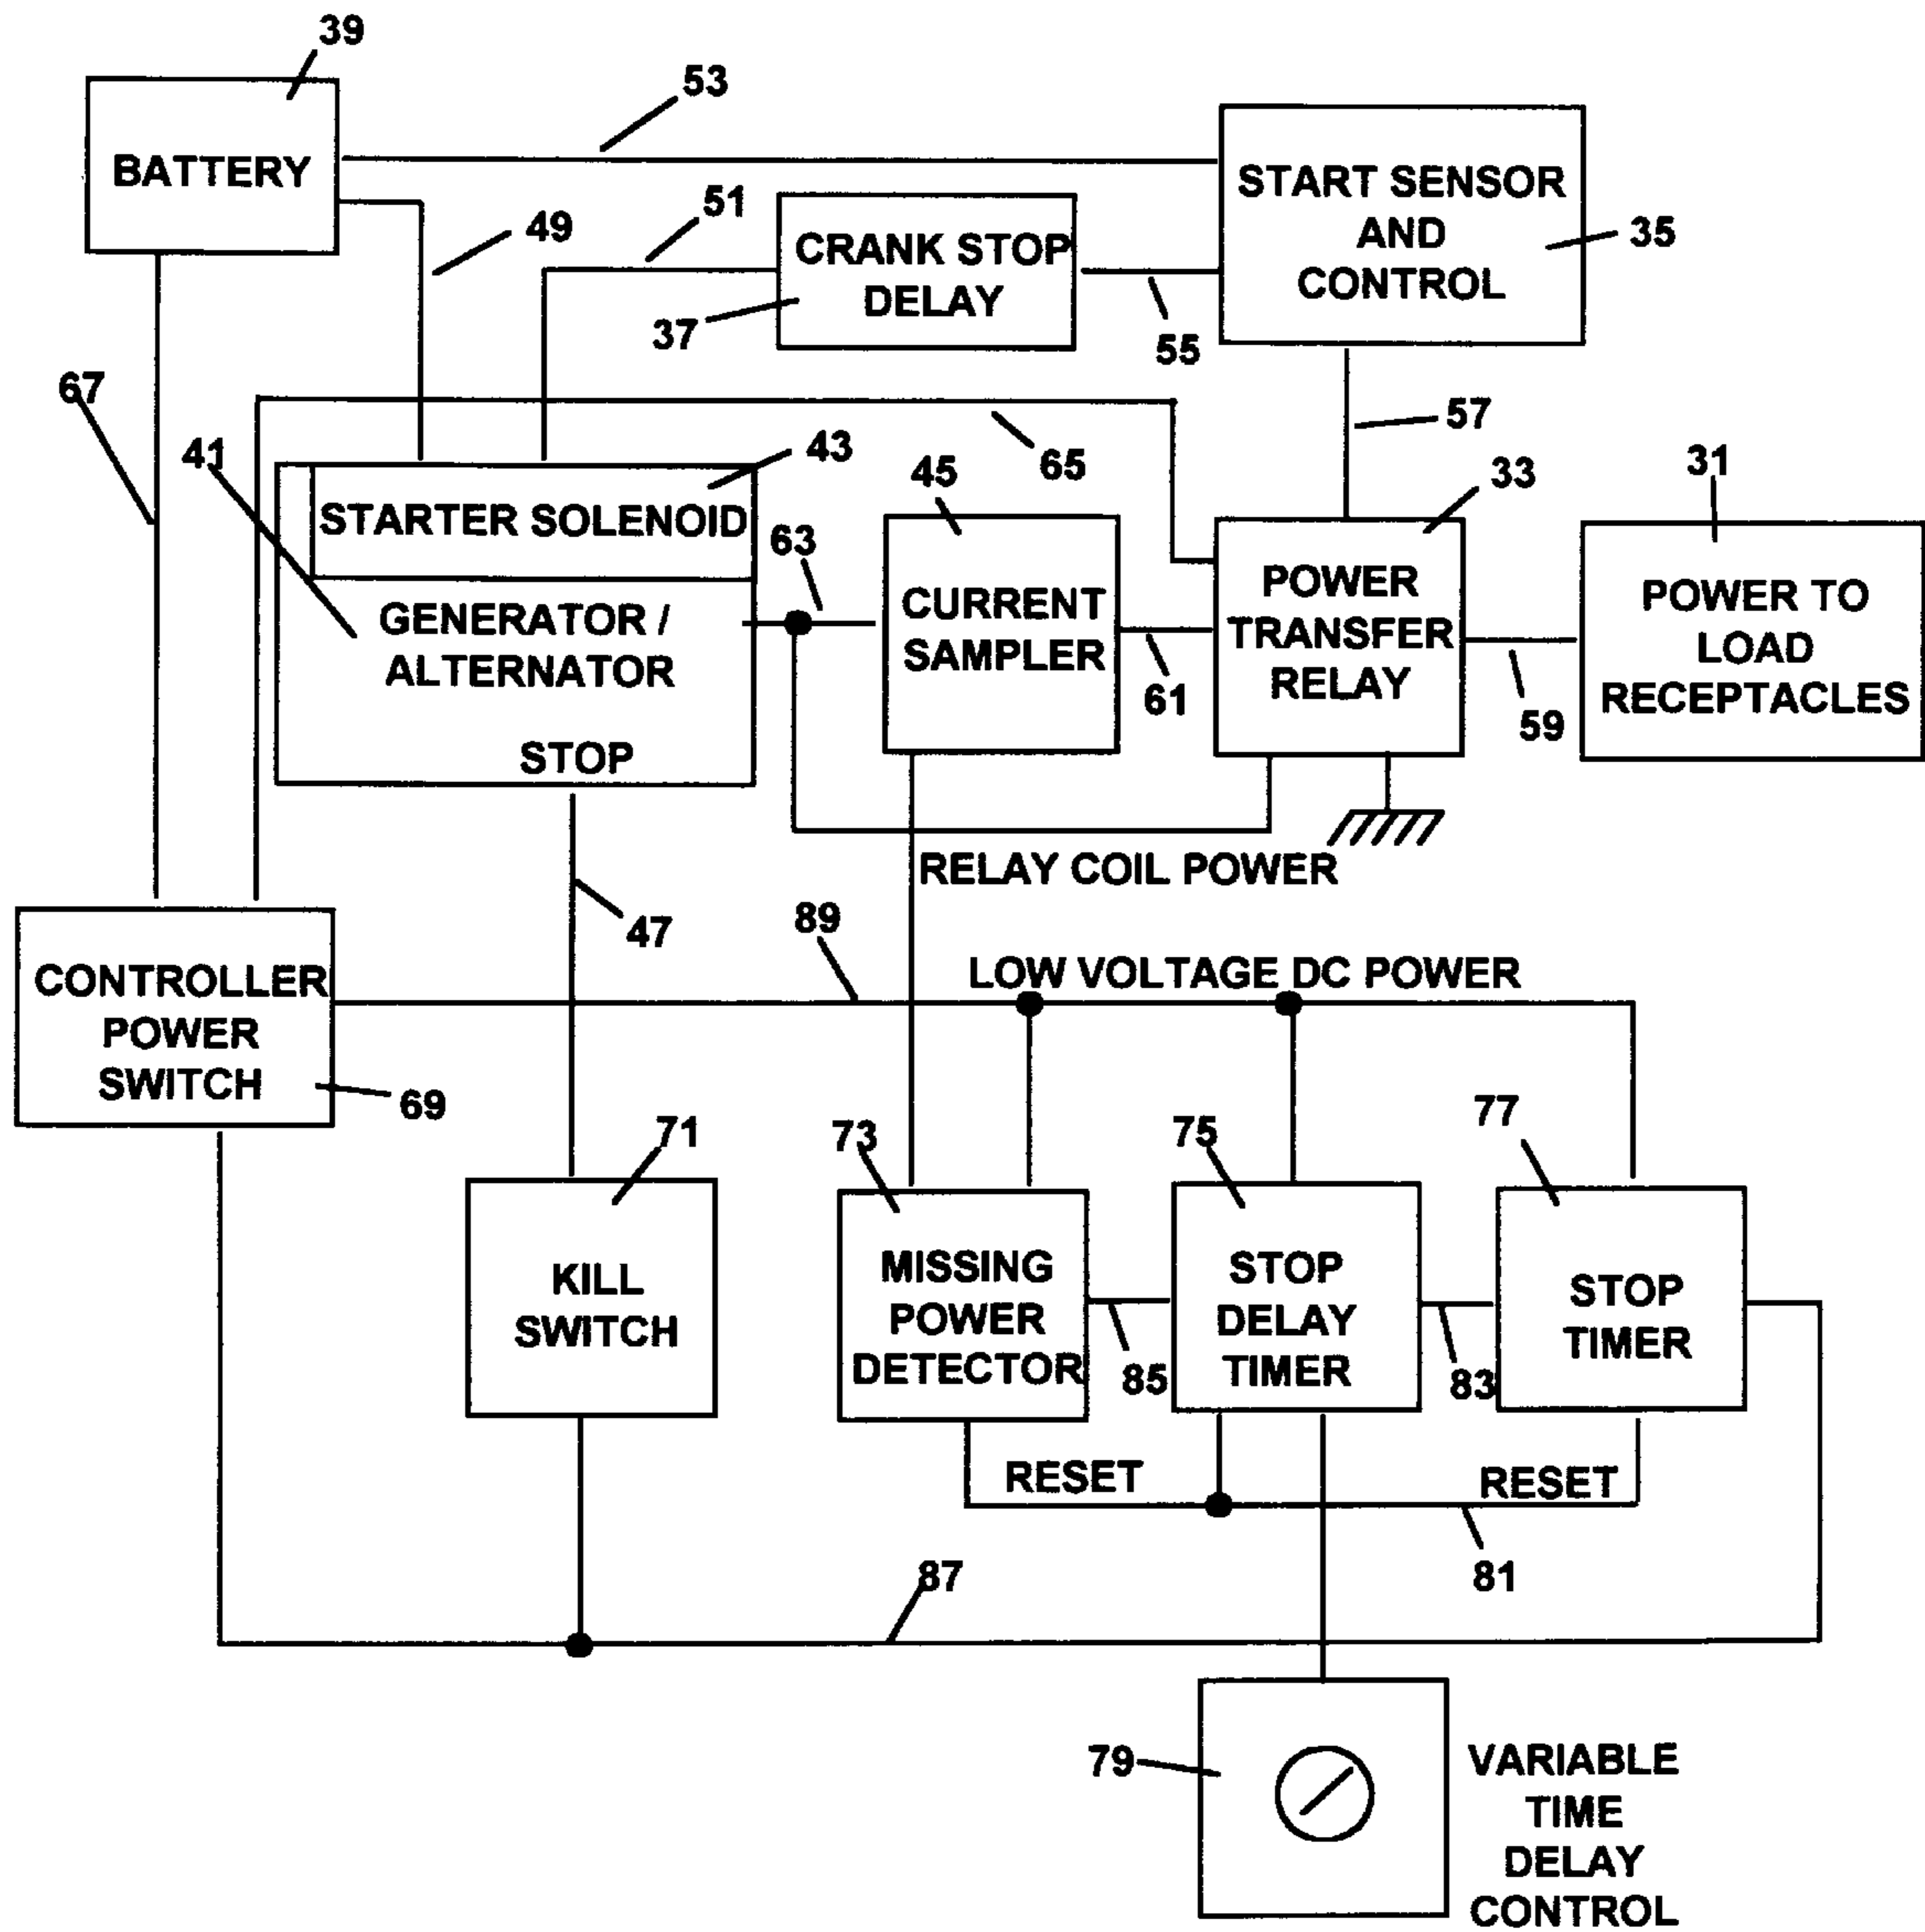 39
53
BATTERY
START SENSOR
AND
CONTROL
35
51
49
CRANK STOP
DELAY
37
55
67
57
41
43
65
45
33
31
STARTER SOLENOID
63
GENERATOR /
ALTERNATOR
STOP
CURRENT
SAMPLER
61
POWER
TRANSFER
RELAY
59
POWER TO
LOAD
RECEPTACLES
RELAY COIL POWER
47
89
LOW VOLTAGE DC POWER
CONTROLLER
POWER
SWITCH
69
71
73
75
77
KILL
SWITCH
MISSING
POWER
DETECTOR
85
STOP
DELAY
TIMER
83
STOP
TIMER
RESET
RESET
81
87
79
VARIABLE
TIME
DELAY
CONTROL